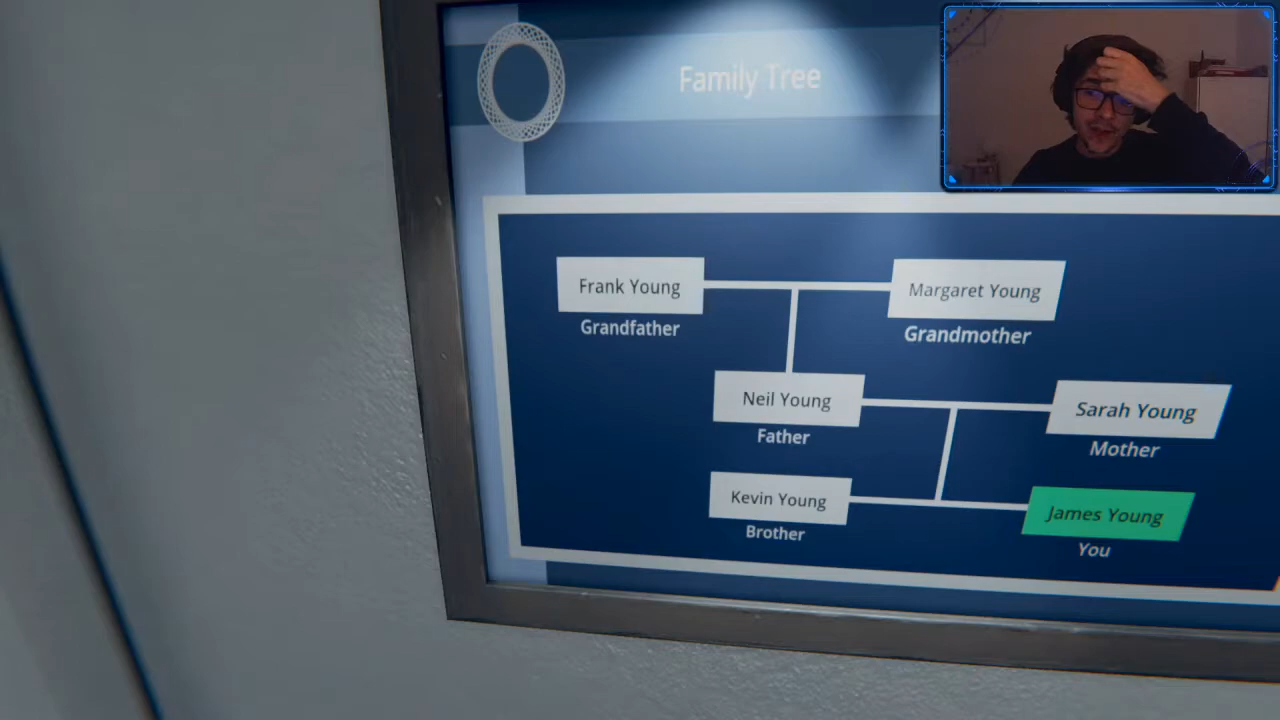 Family Tree
Frank Young
Grandfather
Margaret Young
Grandmother
Neil Young
Father
Sarah Young
Mother
Kevin Young
Brother
James Young
You